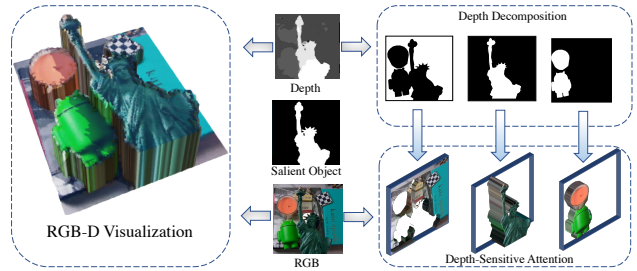 Depth Decomposition
Depth
Salient Object
RGB-D Visualization
RGB
Depth-Sensitive Attention